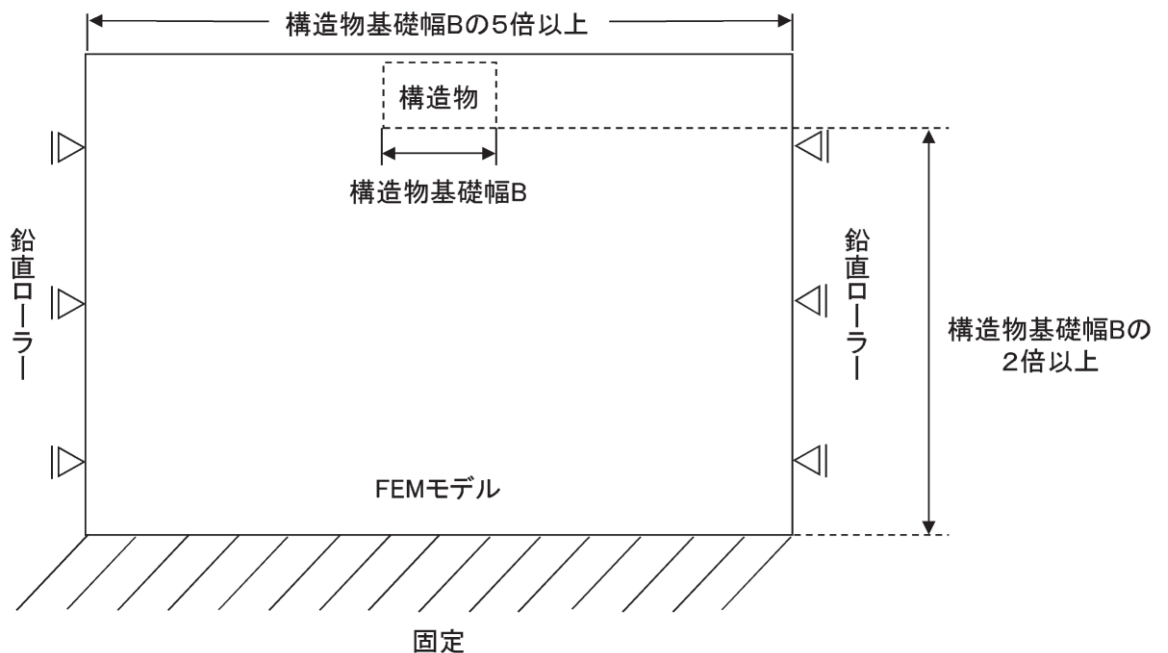 構造物基礎幅Bの5倍以上
構造物
構造物基礎幅B
鉛直ローラー
鉛直ローラー
構造物基礎幅Bの
2倍以上
FEMモデル
固定